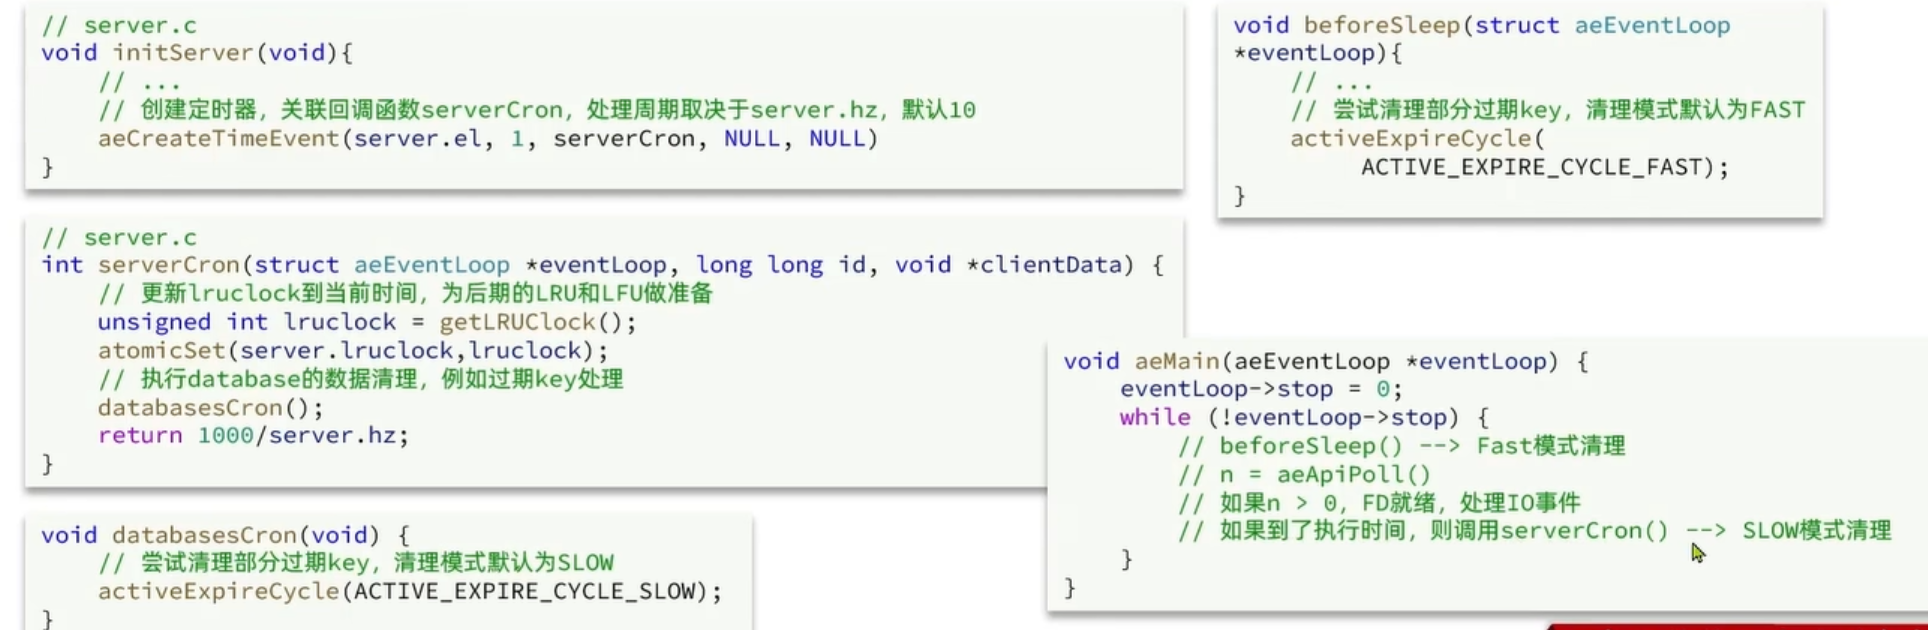 // server.c
void initServer(void){
// ...
// 创建定时器，关联回调函数serverCron，处理周期取决于server.hz，默认10
aeCreateTimeEvent(server.el, 1, serverCron, NULL, NULL)
}
// server.c
int serverCron(struct aeEventLoop *eventLoop, long long id, void *clientData) {
// 更新lruclock到当前时间，为后期的LRU和LFU做准备
unsigned int lruclock = getLRUClock();
atomicSet(server.lruclock,lruclock);
// 执行database的数据清理，例如过期key处理
databasesCron();
return 1000/server.hz;
}
void databasesCron(void) {
// 尝试清理部分过期key，清理模式默认为SLOW
activeExpireCycle(ACTIVE_EXPIRE_CYCLE_SLOW);
}
void beforeSleep(struct aeEventLoop
*eventLoop){
// ...
// 尝试清理部分过期key，清理模式默认为FAST
activeExpireCycle(
ACTIVE_EXPIRE_CYCLE_FAST);
}
void aeMain(aeEventLoop *eventLoop) {
eventLoop->stop = 0;
while (!eventLoop->stop) {
// beforeSleep() --> Fast模式清理
// n = aeApiPoll()
// 如果n > 0，FD就绪，处理IO事件
// 如果到了执行时间，则调用serverCron() --> SLOW模式清理
}
}